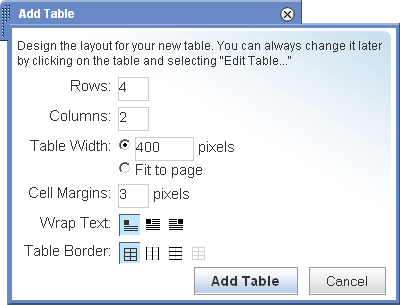 Add Table
Design the layout for your new table. You can always change it later
by clicking on the table and selecting "Edit Table..."
Rows: 4
Columns: 2
Table Width: 400 pixels
Fit to page
Cell Margins: 3 pixels
Wrap Text:
Table Border:
Add Table Cancel